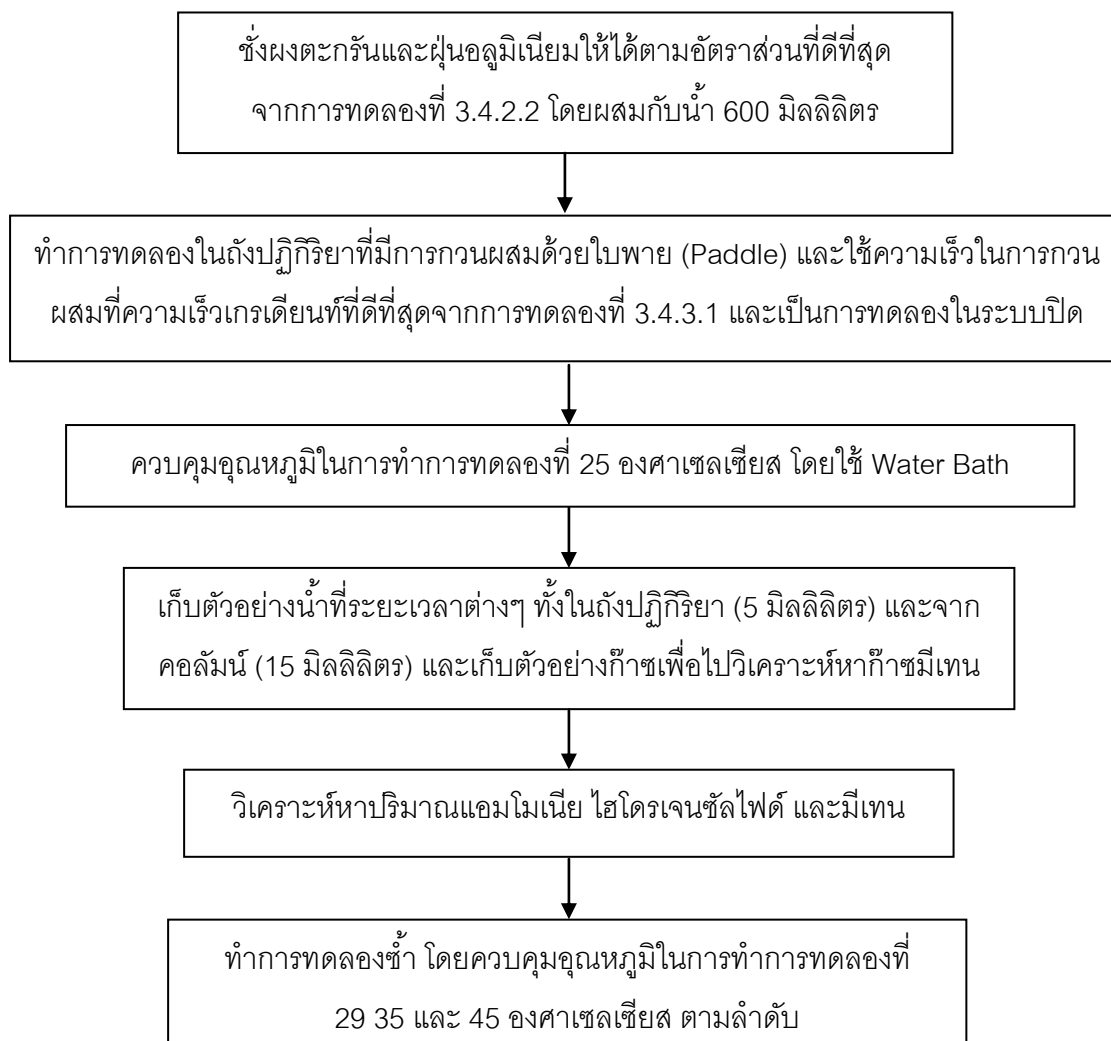 ชั่งผงตะกรันและฝุ่นอลูมิเนียมให้ได้ตามอัตราส่วนที่ดีที่สุด
จากการทดลองที่ 3.4.2.2 โดยผสมกับน้ำ 600 มิลลิลิตร
ทำการทดลองในถังปฏิกิริยาที่มีการกวนผสมด้วยใบพาย (Paddle) และใช้ความเร็วในการกวน
ผสมที่ความเร็วเกรเดียนท์ที่ดีที่สุดจากการทดลองที่ 3.4.3.1 และเป็นการทดลองในระบบปิด
ควบคุมอุณหภูมิในการทำการทดลองที่ 25 องศาเซลเซียส โดยใช้ Water Bath
เก็บตัวอย่างน้ำที่ระยะเวลาต่างๆ ทั้งในถังปฏิกิริยา (5 มิลลิลิตร) และจาก
คอลัมน์ (15 มิลลิลิตร) และเก็บตัวอย่างก๊าซเพื่อไปวิเคราะห์หาก๊าซมีเทน
วิเคราะห์หาปริมาณแอมโมเนีย ไฮโดรเจนซัลไฟด์ และมีเทน
ทำการทดลองซ้ำ โดยควบคุมอุณหภูมิในการทำการทดลองที่
29 35 และ 45 องศาเซลเซียส ตามลำดับ